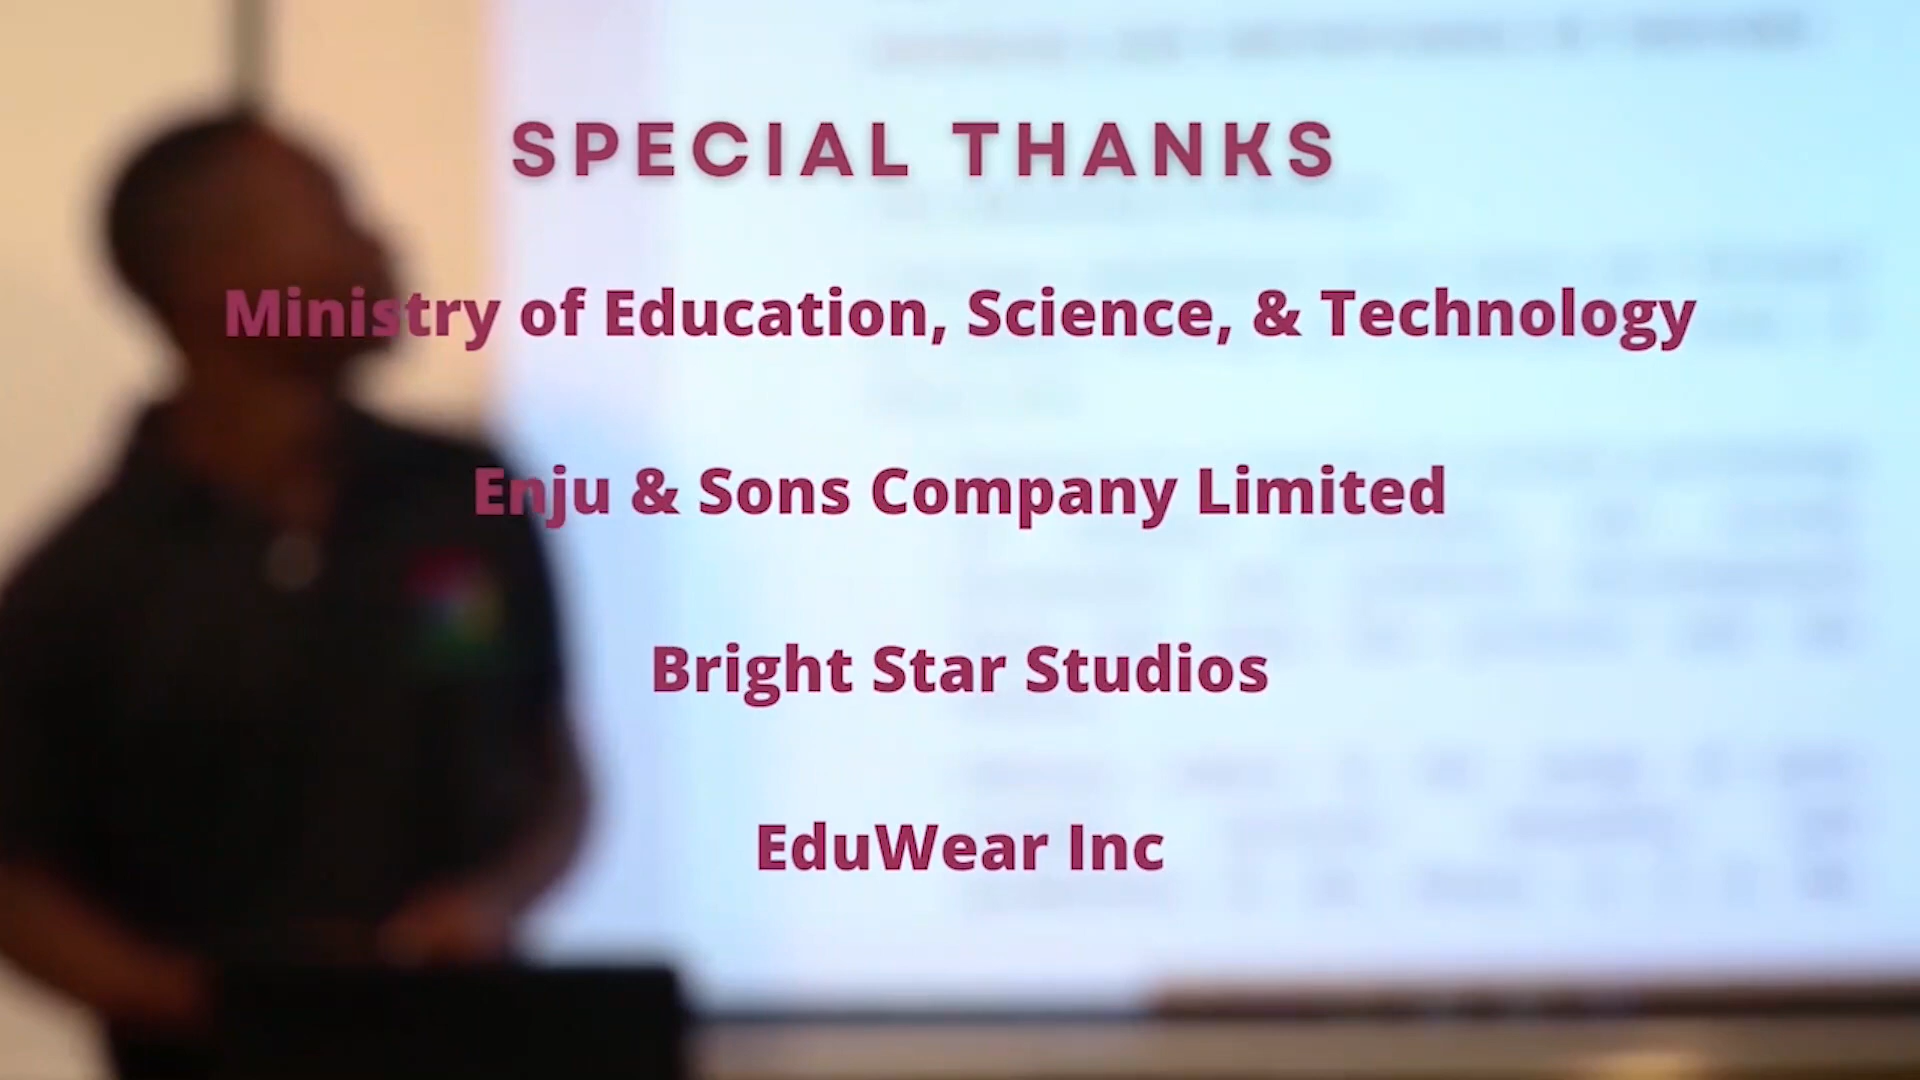 SPECIAL THANKS
Ministry of Education, Science, & Technology
Enju & Sons Company Limited
Bright Star Studios
EduWear Inc